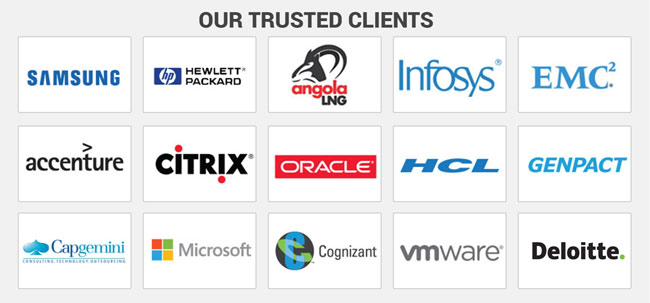 OUR TRUSTED CLIENTS
SAMSUNG
hp HEWLETT
PACKARD
angola
LNG
Infosys®
EMC²
accenture
CiTRIX®
ORACLE
HCL
GENPACT
Capgemini
CONSULTING.TECHNOLOGY.OUTSOURCING
Microsoft
Cognizant
vmware®
Deloitte.